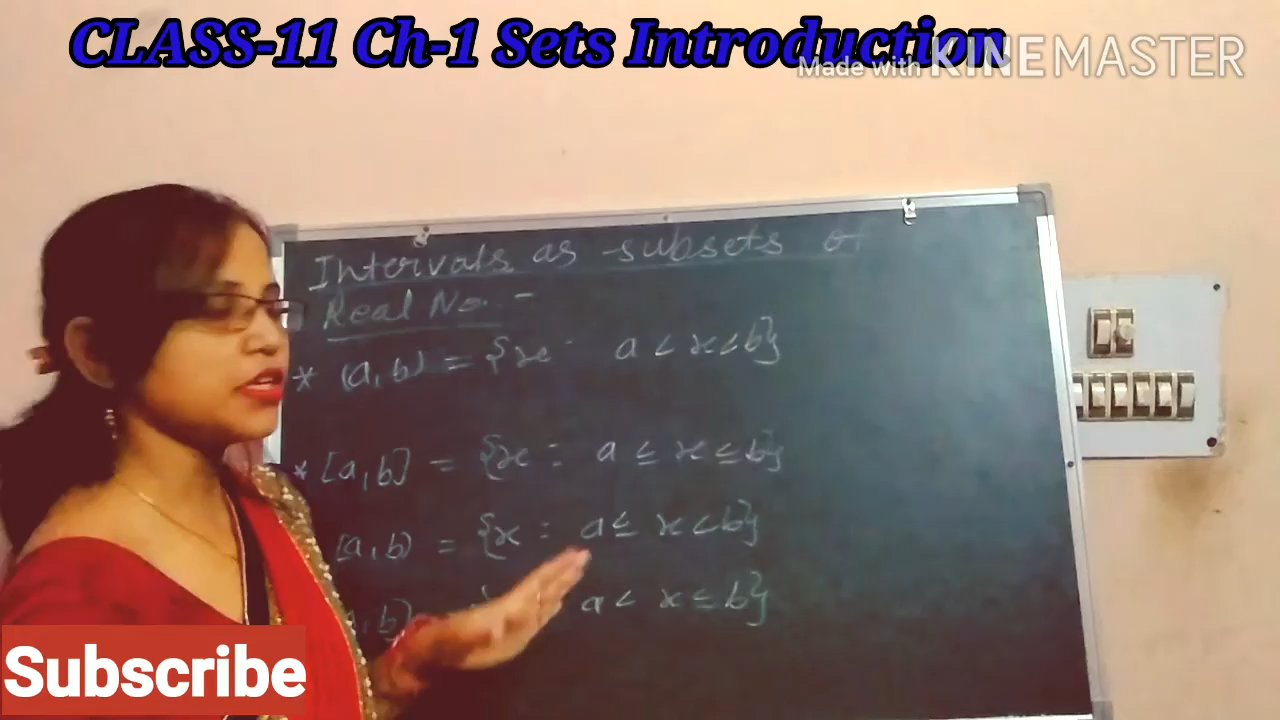 CLASS-11 Ch-1 Sets Introduction
Made with KINEMASTER
Intervals as subsets of
Real No. -
* (a, b) = {x : a < x < b}
* [a, b] = {x : a ≤ x ≤ b}
[a, b) = {x : a ≤ x < b}
a, b] a < x ≤ b}
Subscribe